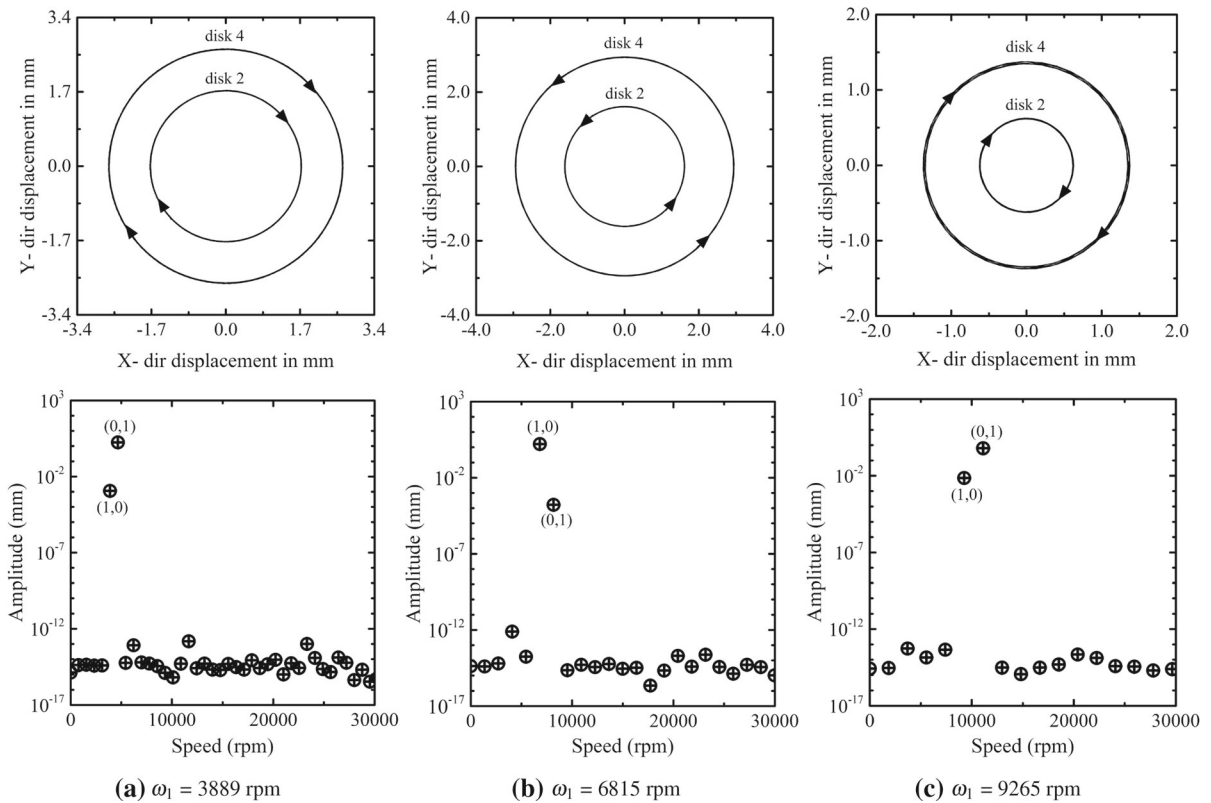 3.4
1.7
0.0
-1.7
-3.4
Y- dir displacement in mm
disk 4
disk 2
-3.4 -1.7 0.0 1.7 3.4
X- dir displacement in mm
4.0
2.0
0.0
-2.0
-4.0
Y- dir displacement in mm
disk 4
disk 2
-4.0 -2.0 0.0 2.0 4.0
X- dir displacement in mm
2.0
1.0
0.0
-1.0
-2.0
Y- dir displacement in mm
disk 4
disk 2
-2.0 -1.0 0.0 1.0 2.0
X- dir displacement in mm
10³
10⁻²
10⁻⁷
10⁻¹²
10⁻¹⁷
Amplitude (mm)
(0,1)
(1,0)
0 10000 20000 30000
Speed (rpm)
(a) ω₁ = 3889 rpm
10³
10⁻²
10⁻⁷
10⁻¹²
10⁻¹⁷
Amplitude (mm)
(1,0)
(0,1)
0 10000 20000 30000
Speed (rpm)
(b) ω₁ = 6815 rpm
10³
10⁻²
10⁻⁷
10⁻¹²
10⁻¹⁷
Amplitude (mm)
(0,1)
(1,0)
0 10000 20000 30000
Speed (rpm)
(c) ω₁ = 9265 rpm